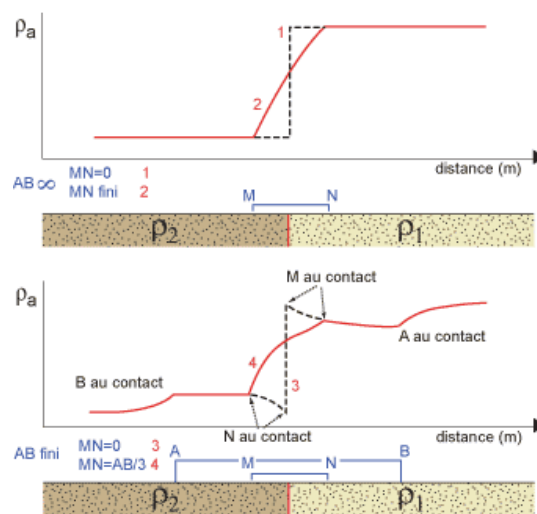 ρa
1
2
distance (m)
AB ∞
MN=0 1
MN fini 2
M N
ρ2 ρ1
ρa
M au contact
A au contact
B au contact
4
3
N au contact
distance (m)
AB fini
MN=0 3
MN=AB/3 4
A B
M N
ρ2 ρ1